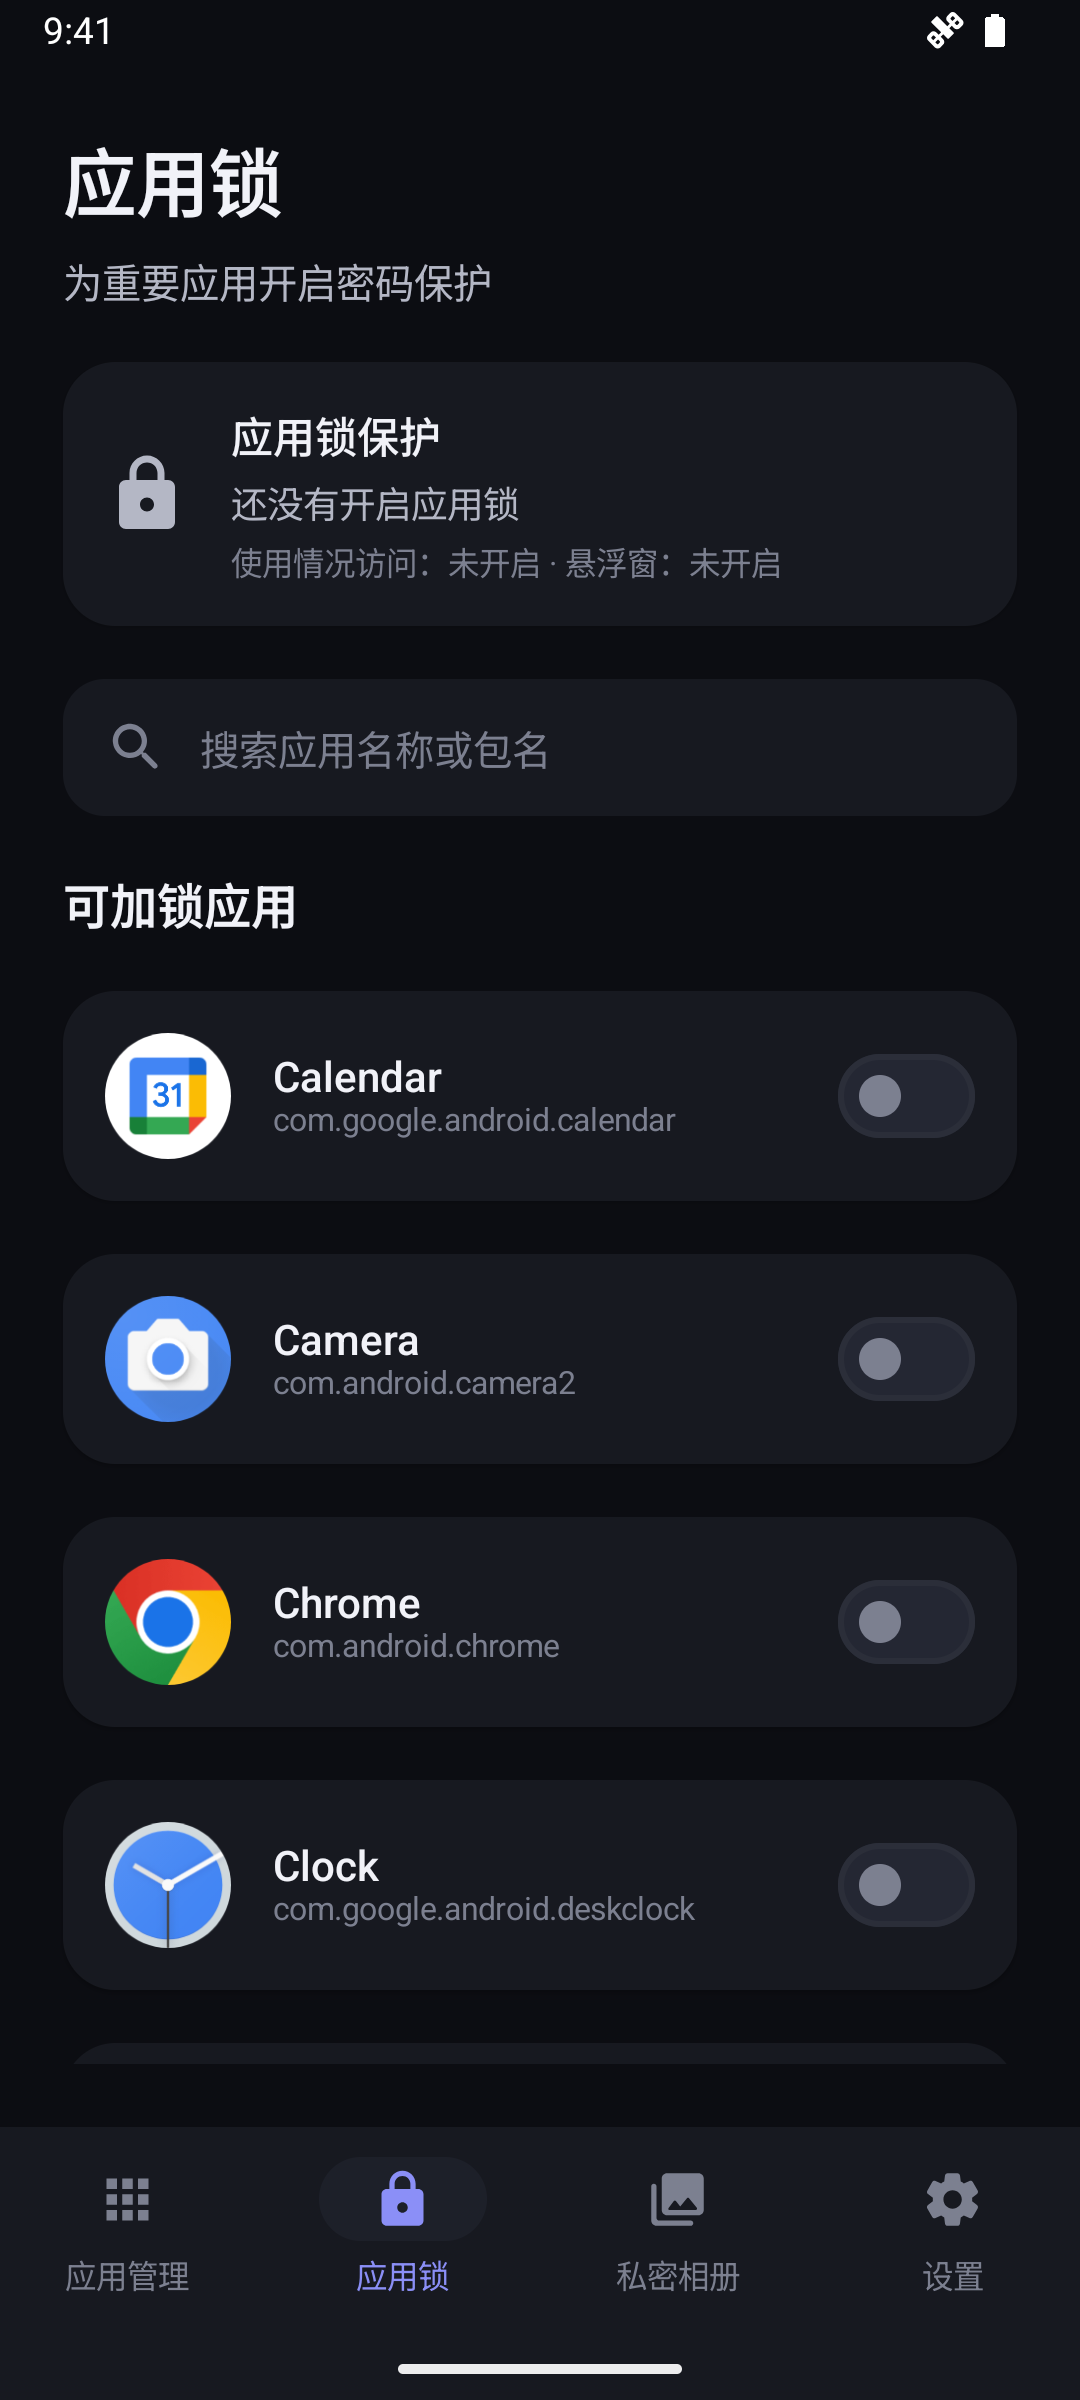 9:41
应用锁
为重要应用开启密码保护
应用锁保护
还没有开启应用锁
使用情况访问：未开启 · 悬浮窗：未开启
搜索应用名称或包名
可加锁应用
31
Calendar
com.google.android.calendar
Camera
com.android.camera2
Chrome
com.android.chrome
Clock
com.google.android.deskclock
应用管理
应用锁
私密相册
设置